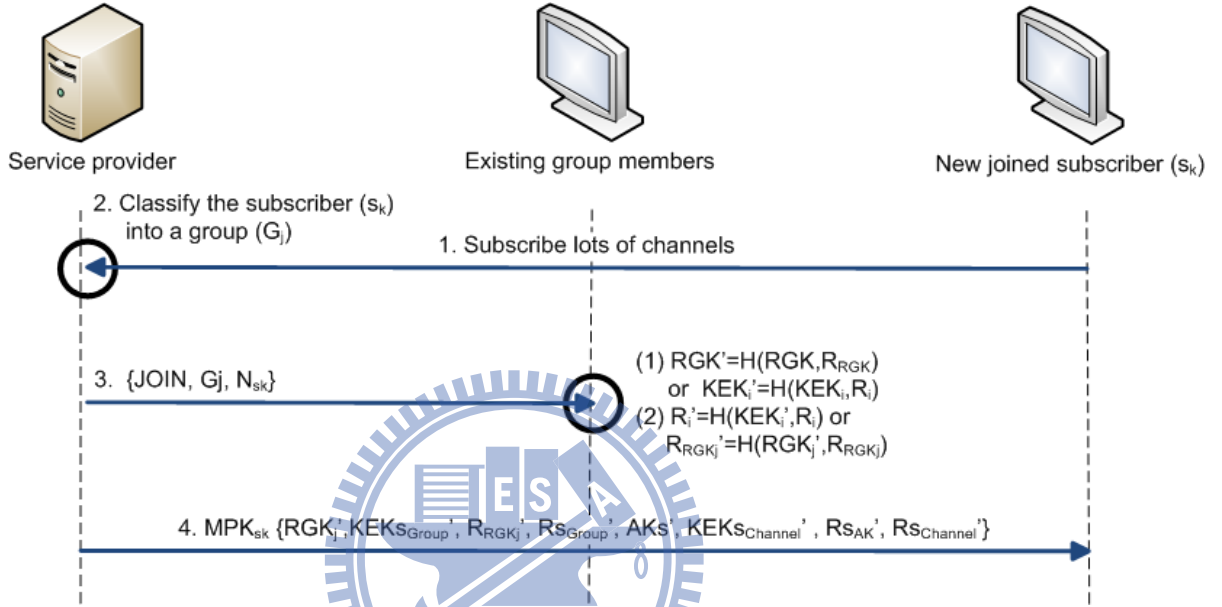 Service provider
Existing group members
New joined subscriber (sk)
2. Classify the subscriber (sk)
into a group (Gj)
1. Subscribe lots of channels
3. {JOIN, Gj, Nsk}
(1) RGK’=H(RGK,RRGK)
or KEKi’=H(KEKi,Ri)
(2) Ri’=H(KEKi’,Ri) or
RRGKj’=H(RGKj’,RRGKj)
ES
A
4. MPKsk {RGKj’,KEKsGroup’, RRGKj’, RsGroup’, AKs’, KEKsChannel’ , RsAK’, RsChannel’}
0